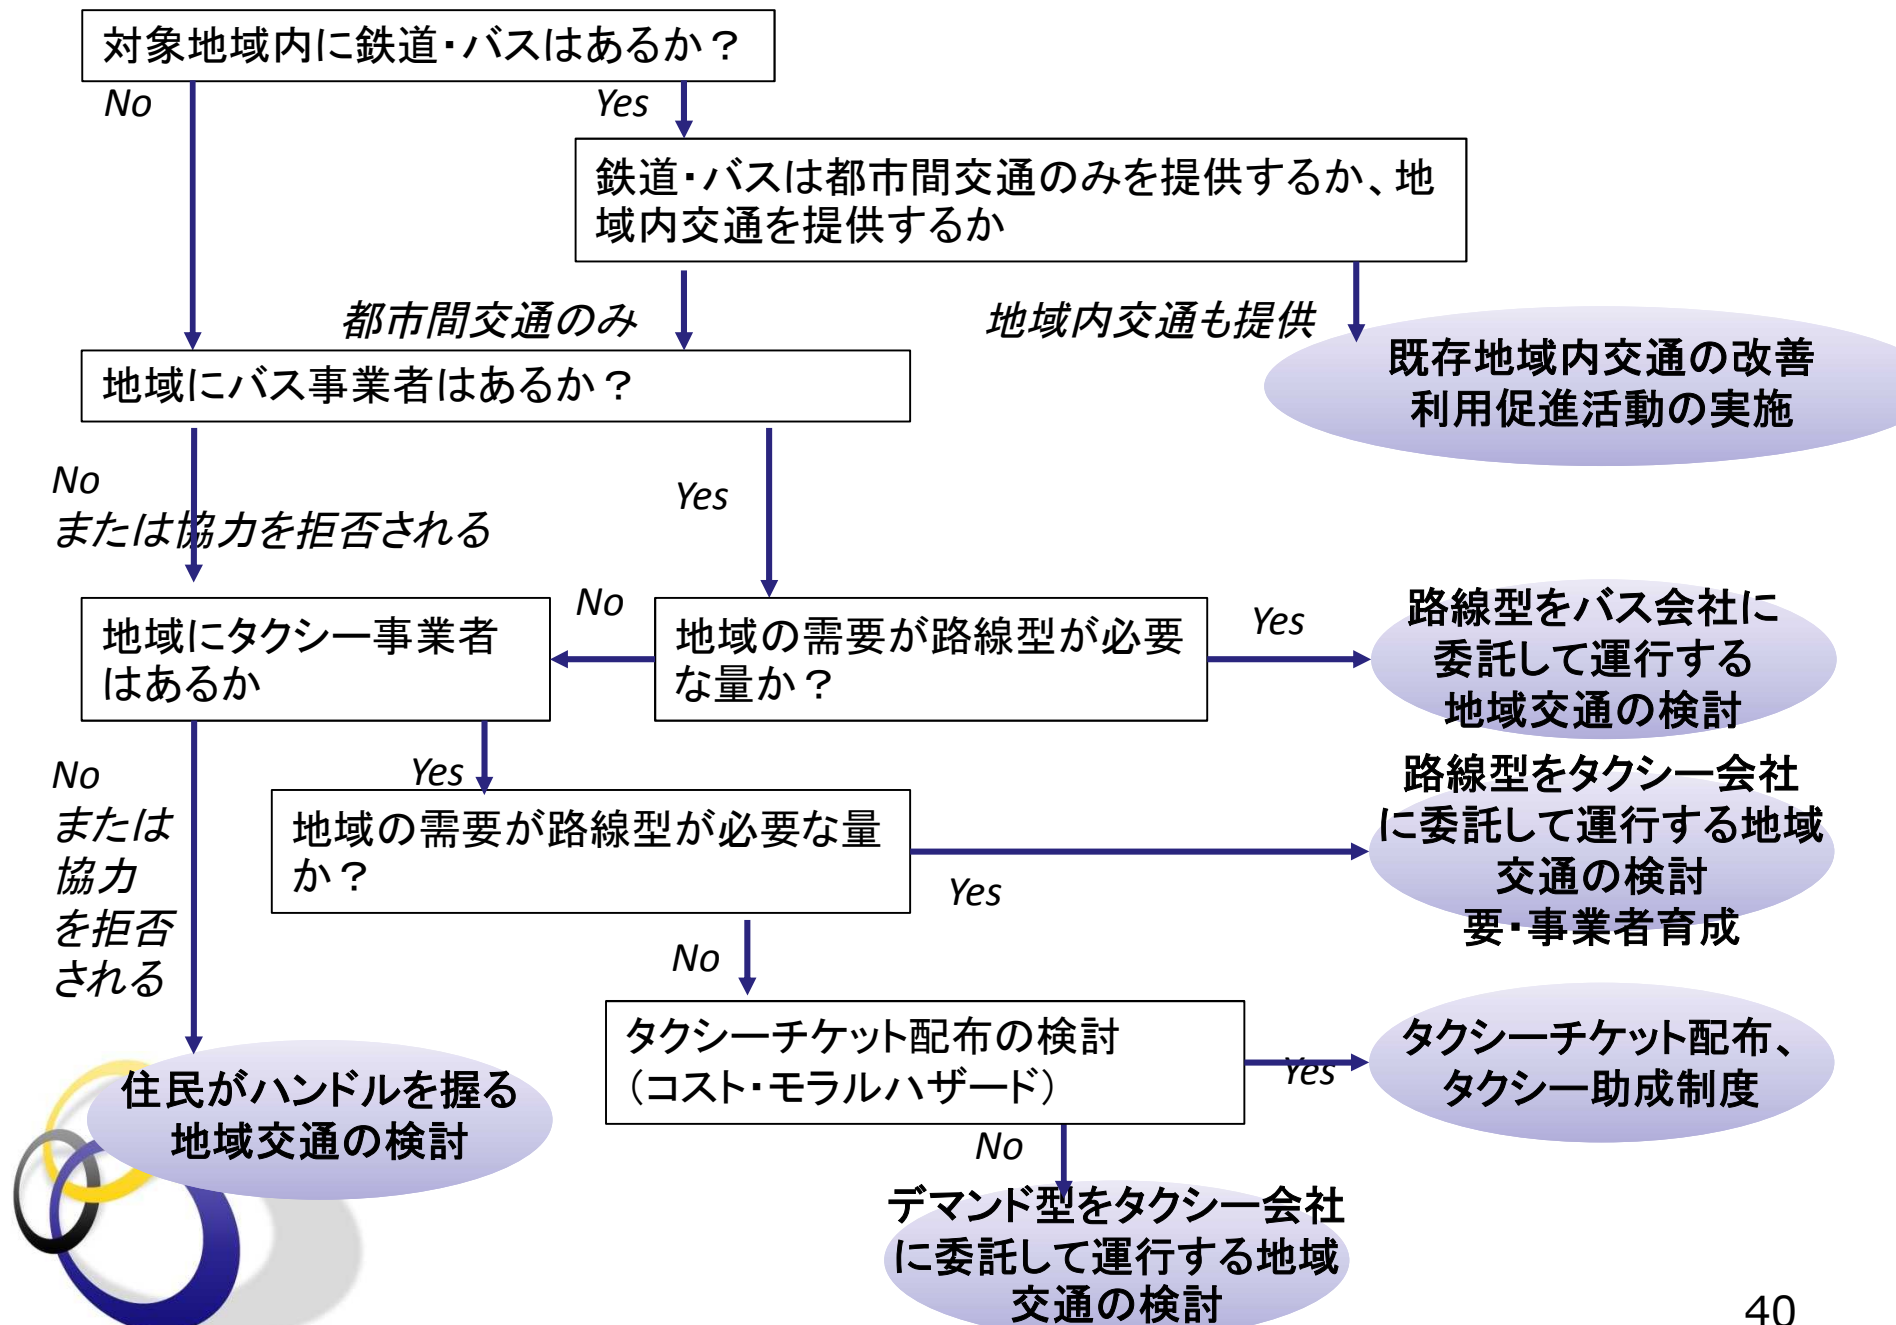 対象地域内に鉄道・バスはあるか？
No
Yes
鉄道・バスは都市間交通のみを提供するか、地
域内交通を提供するか
都市間交通のみ
地域内交通も提供
既存地域内交通の改善
利用促進活動の実施
地域にバス事業者はあるか？
No
または協力を拒否される
Yes
地域にタクシー事業者
はあるか
No
地域の需要が路線型が必要
な量か？
Yes
路線型をバス会社に
委託して運行する
地域交通の検討
No
または
協力
を拒否
される
Yes
地域の需要が路線型が必要な量
か？
Yes
路線型をタクシー会社
に委託して運行する地域
交通の検討
要・事業者育成
No
タクシーチケット配布の検討
（コスト・モラルハザード）
Yes
タクシーチケット配布、
タクシー助成制度
住民がハンドルを握る
地域交通の検討
No
デマンド型をタクシー会社
に委託して運行する地域
交通の検討
40